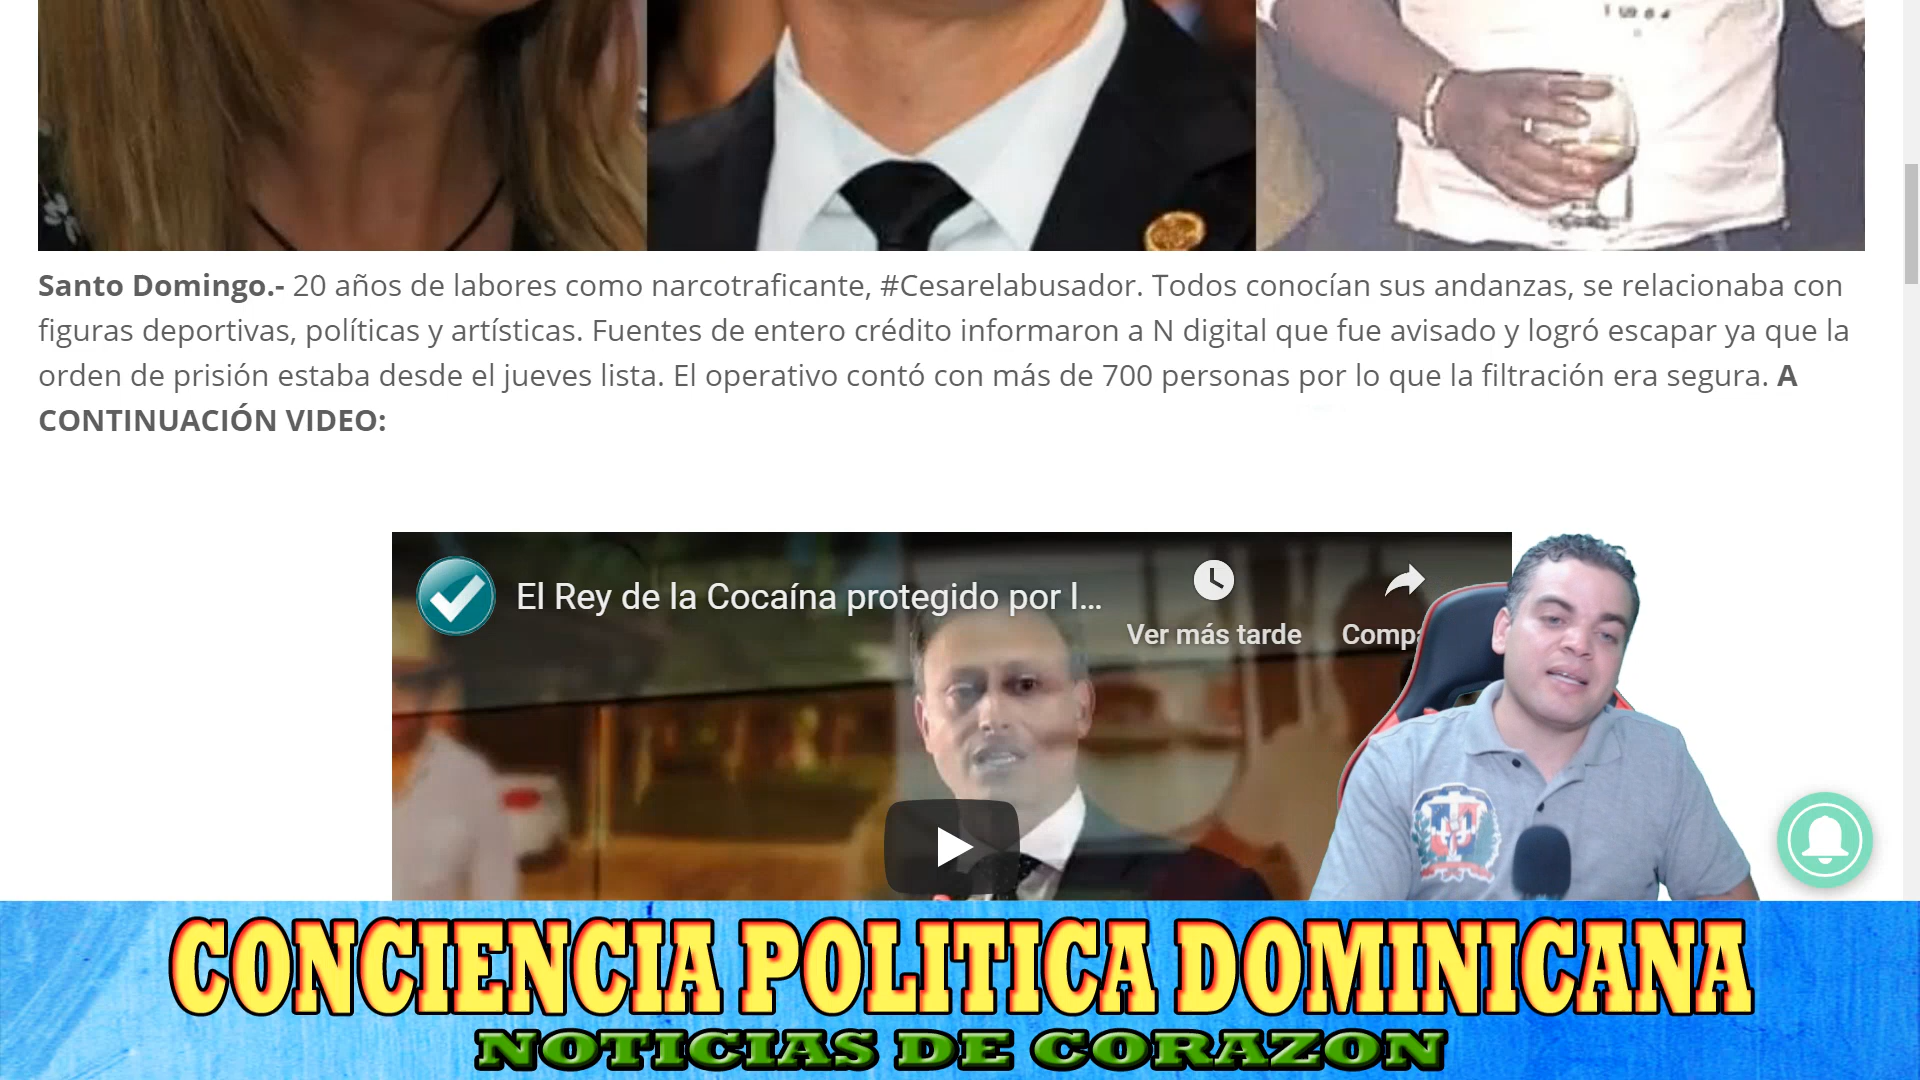 Santo Domingo.- 20 años de labores como narcotraficante, #Cesarelabusador. Todos conocían sus andanzas, se relacionaba con
figuras deportivas, políticas y artísticas. Fuentes de entero crédito informaron a N digital que fue avisado y logró escapar ya que la
orden de prisión estaba desde el jueves lista. El operativo contó con más de 700 personas por lo que la filtración era segura. A
CONTINUACIÓN VIDEO:
El Rey de la Cocaína protegido por l...
Ver más tarde
Compa
CONCIENCIA POLITICA DOMINICANA
NOTICIAS DE CORAZON